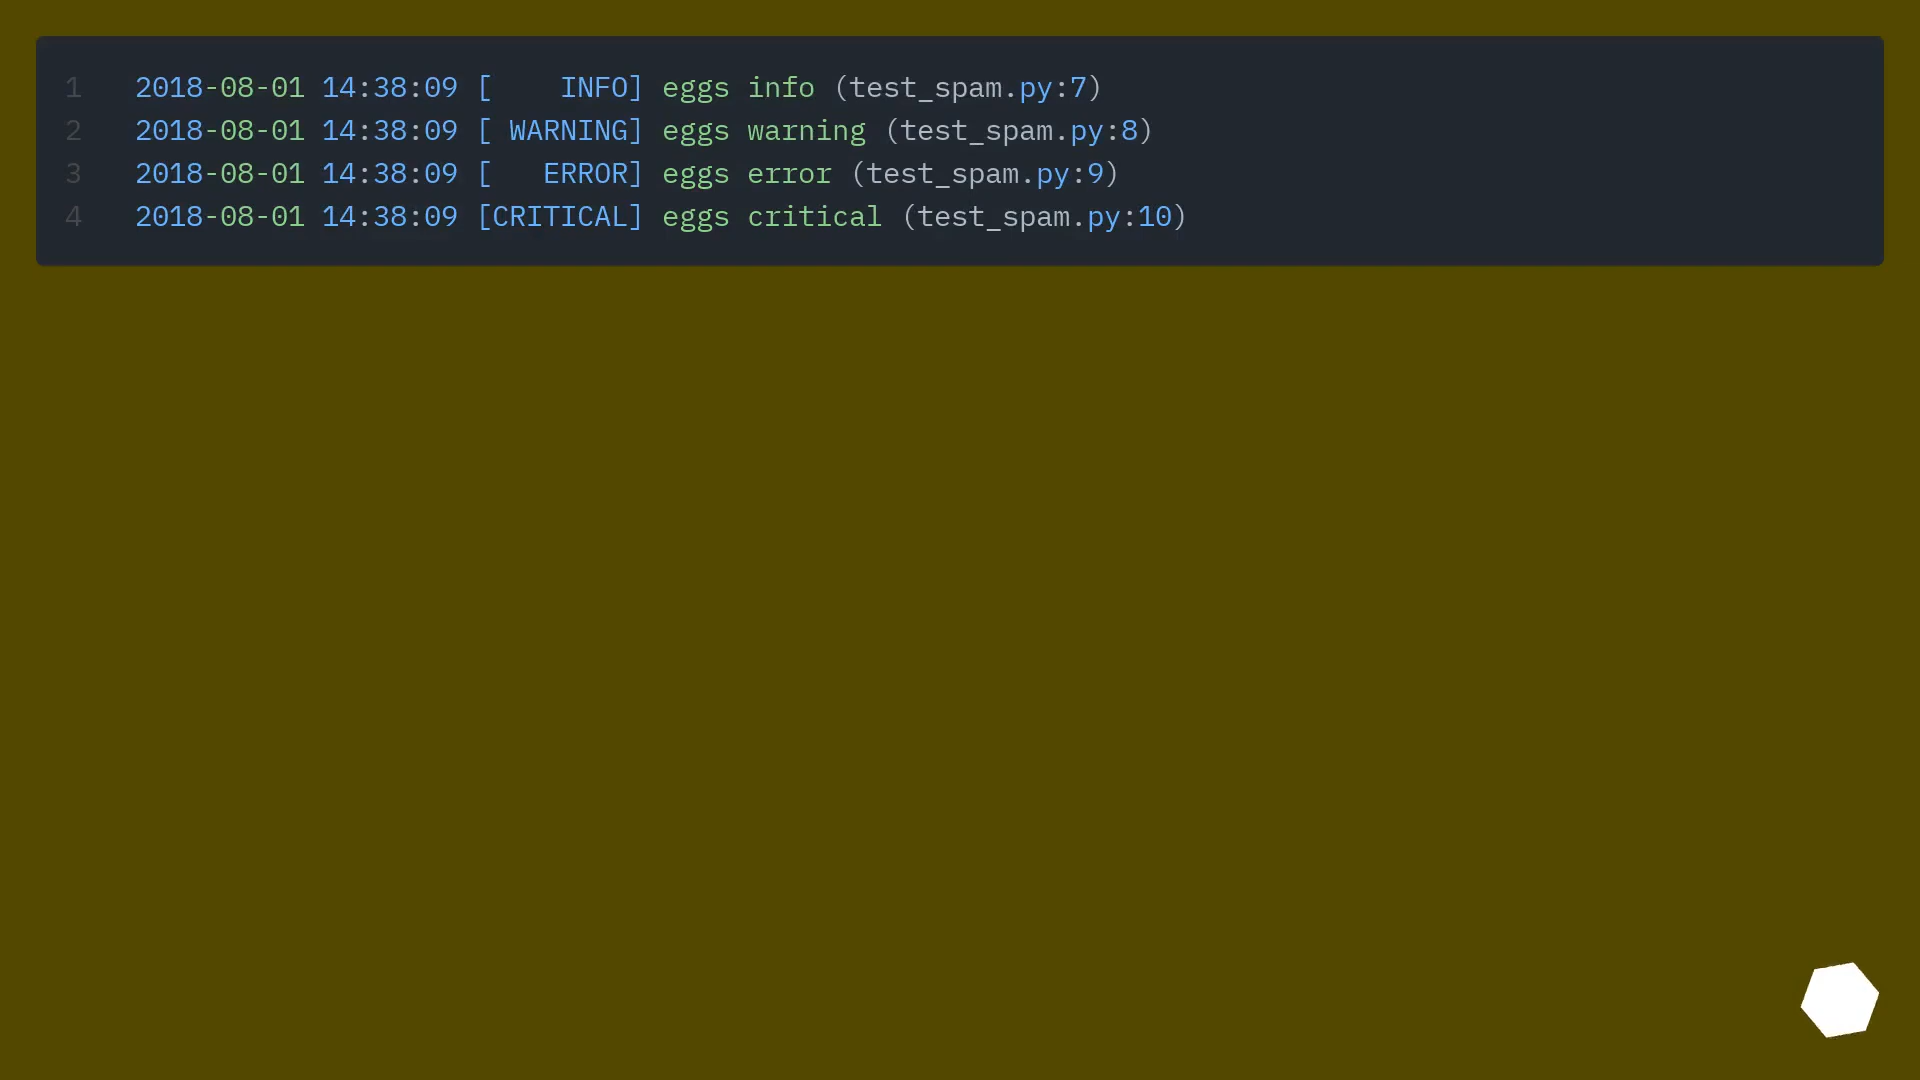 1 2018-08-01 14:38:09 [    INFO] eggs info (test_spam.py:7)
2 2018-08-01 14:38:09 [ WARNING] eggs warning (test_spam.py:8)
3 2018-08-01 14:38:09 [   ERROR] eggs error (test_spam.py:9)
4 2018-08-01 14:38:09 [CRITICAL] eggs critical (test_spam.py:10)